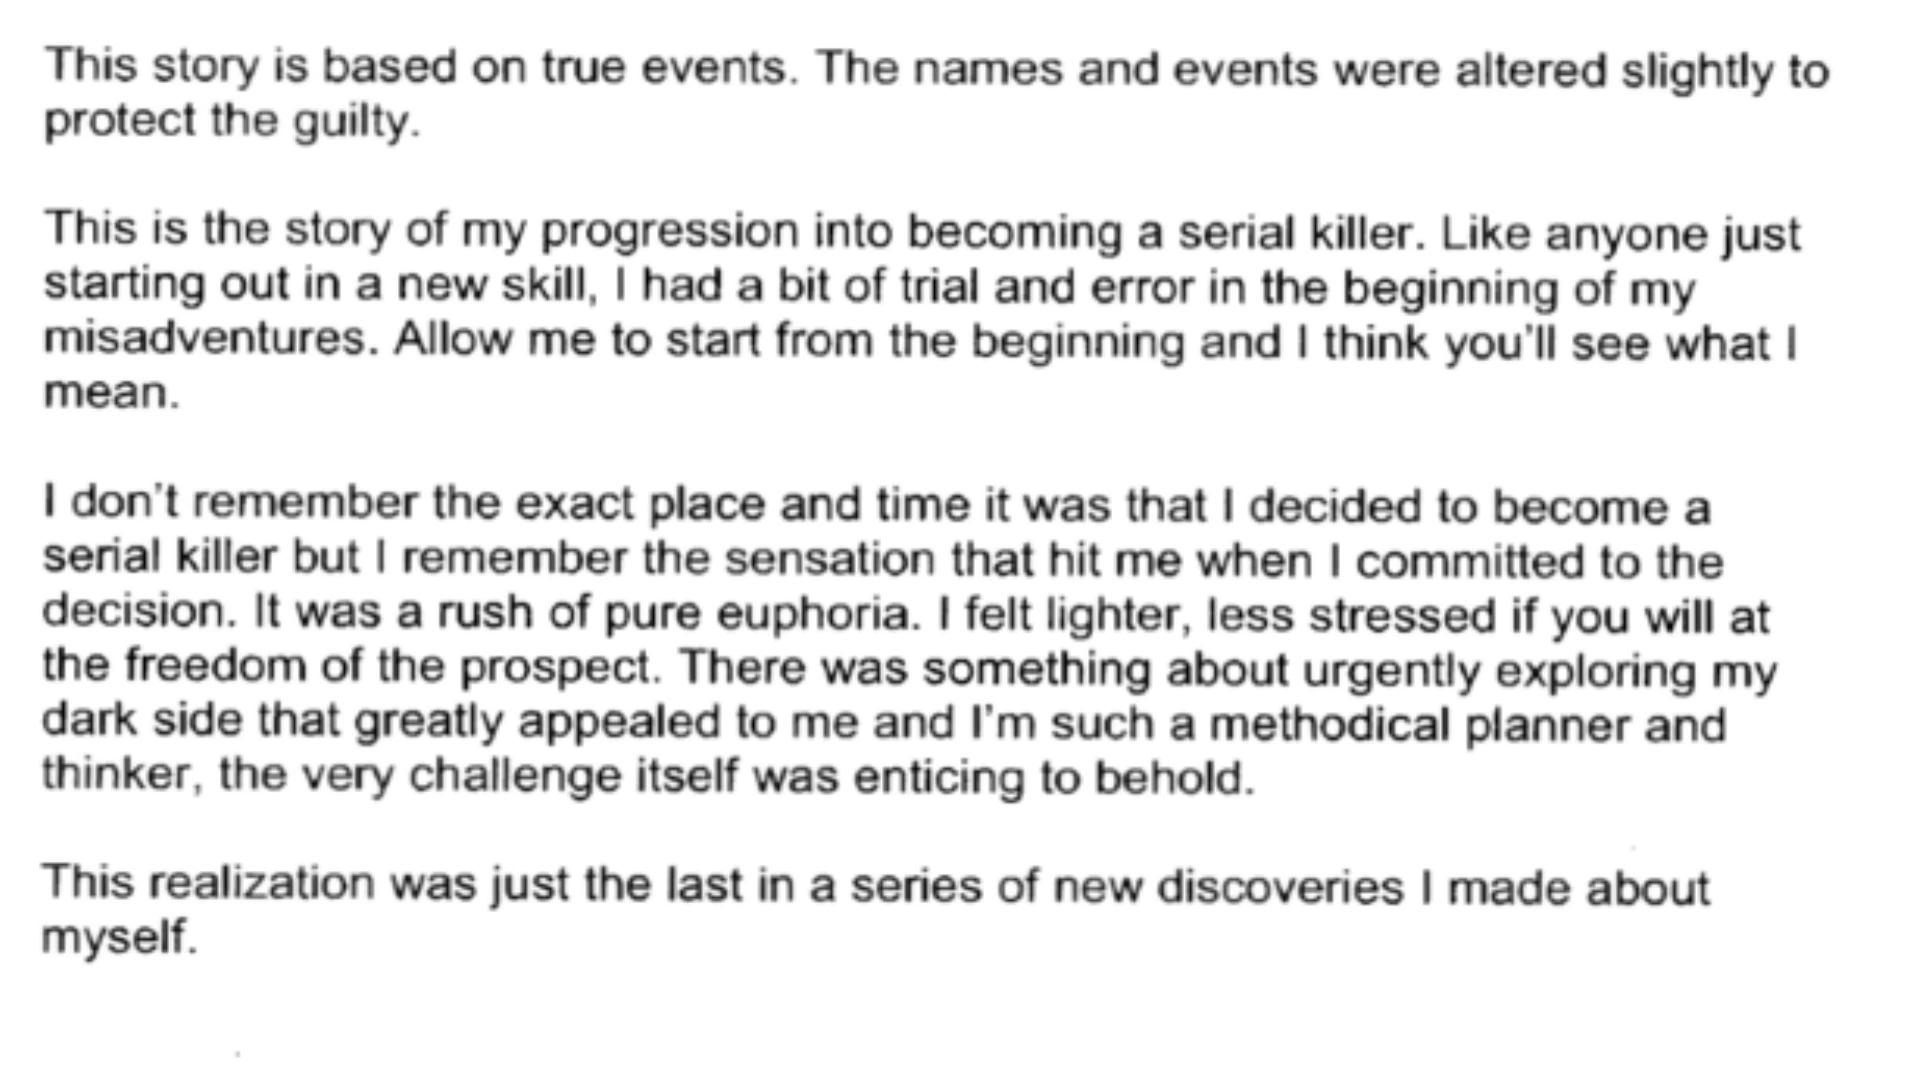 This story is based on true events. The names and events were altered slightly to
protect the guilty.
This is the story of my progression into becoming a serial killer. Like anyone just
starting out in a new skill, I had a bit of trial and error in the beginning of my
misadventures. Allow me to start from the beginning and I think you'll see what I
mean.
I don't remember the exact place and time it was that I decided to become a
serial killer but I remember the sensation that hit me when I committed to the
decision. It was a rush of pure euphoria. I felt lighter, less stressed if you will at
the freedom of the prospect. There was something about urgently exploring my
dark side that greatly appealed to me and I'm such a methodical planner and
thinker, the very challenge itself was enticing to behold.
This realization was just the last in a series of new discoveries I made about
myself.